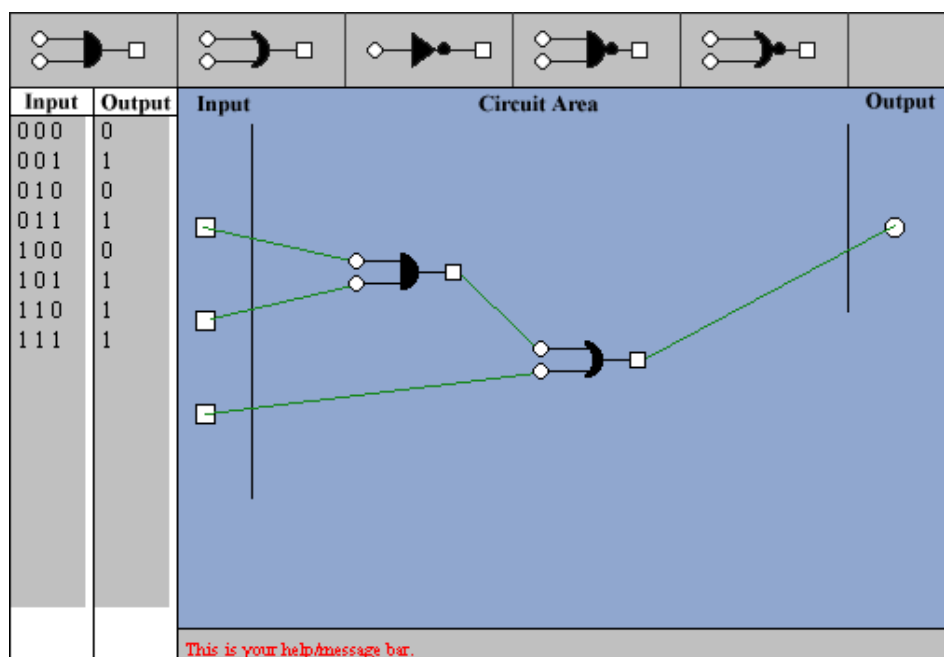 Input Output Input Circuit Area Output
0 0 0 0
0 0 1 1
0 1 0 0
0 1 1 1
1 0 0 0
1 0 1 1
1 1 0 1
1 1 1 1
This is your help/message bar.